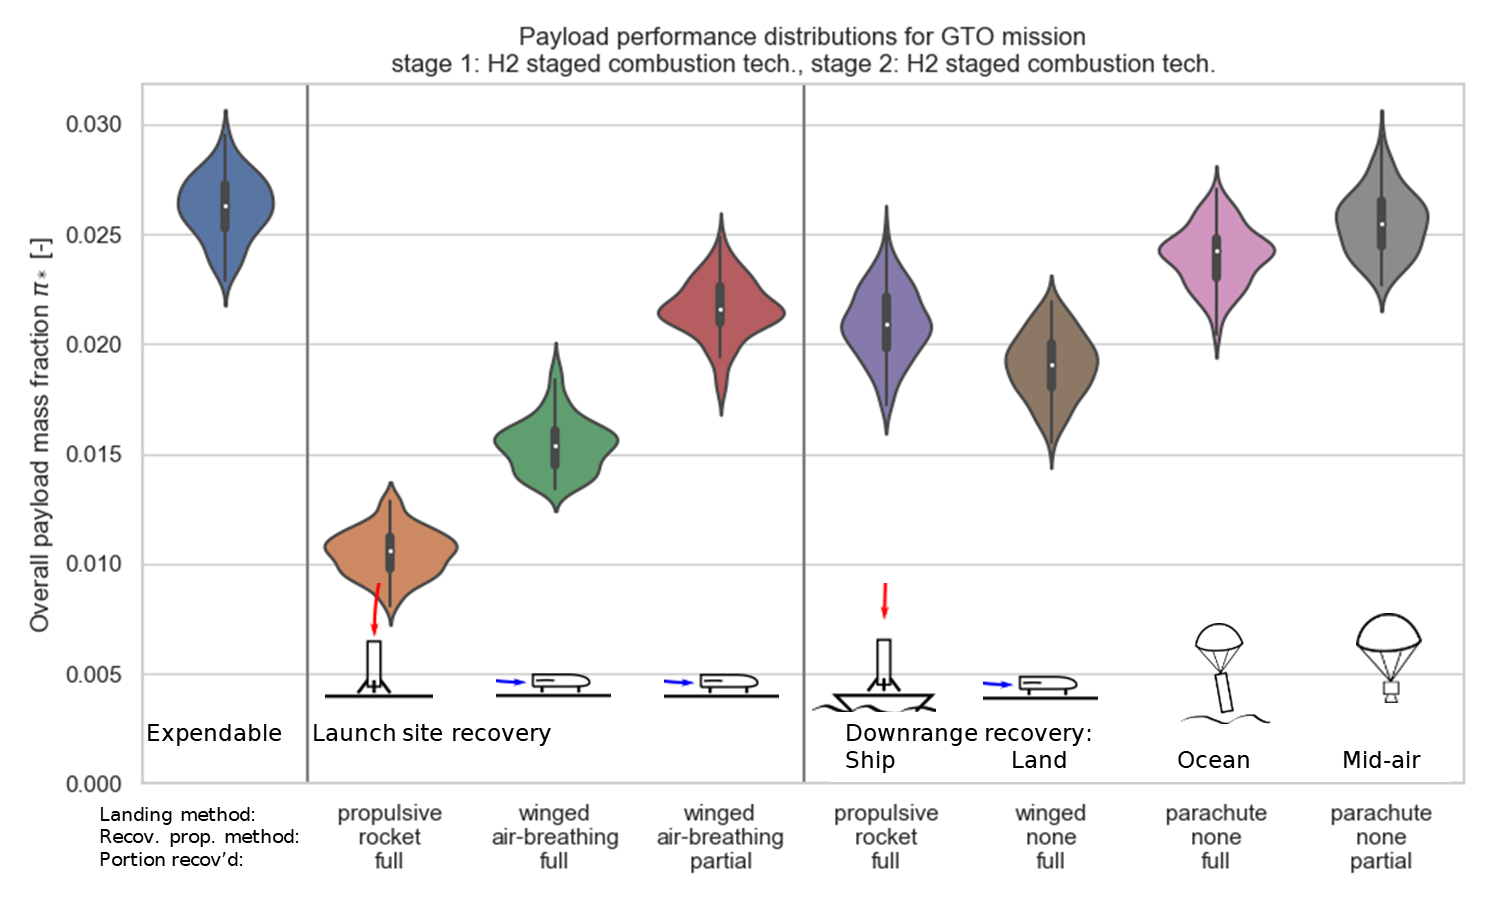 Payload performance distributions for GTO mission
stage 1: H2 staged combustion tech., stage 2: H2 staged combustion tech.
Overall payload mass fraction π* [-]
0.030
0.025
0.020
0.015
0.010
0.005
0.000
Expendable
Launch site recovery
Downrange recovery:
Ship
Land
Ocean
Mid-air
Landing method:
Recov. prop. method:
Portion recov'd:
propulsive
rocket
full
winged
air-breathing
full
winged
air-breathing
partial
propulsive
rocket
full
winged
none
full
parachute
none
full
parachute
none
partial